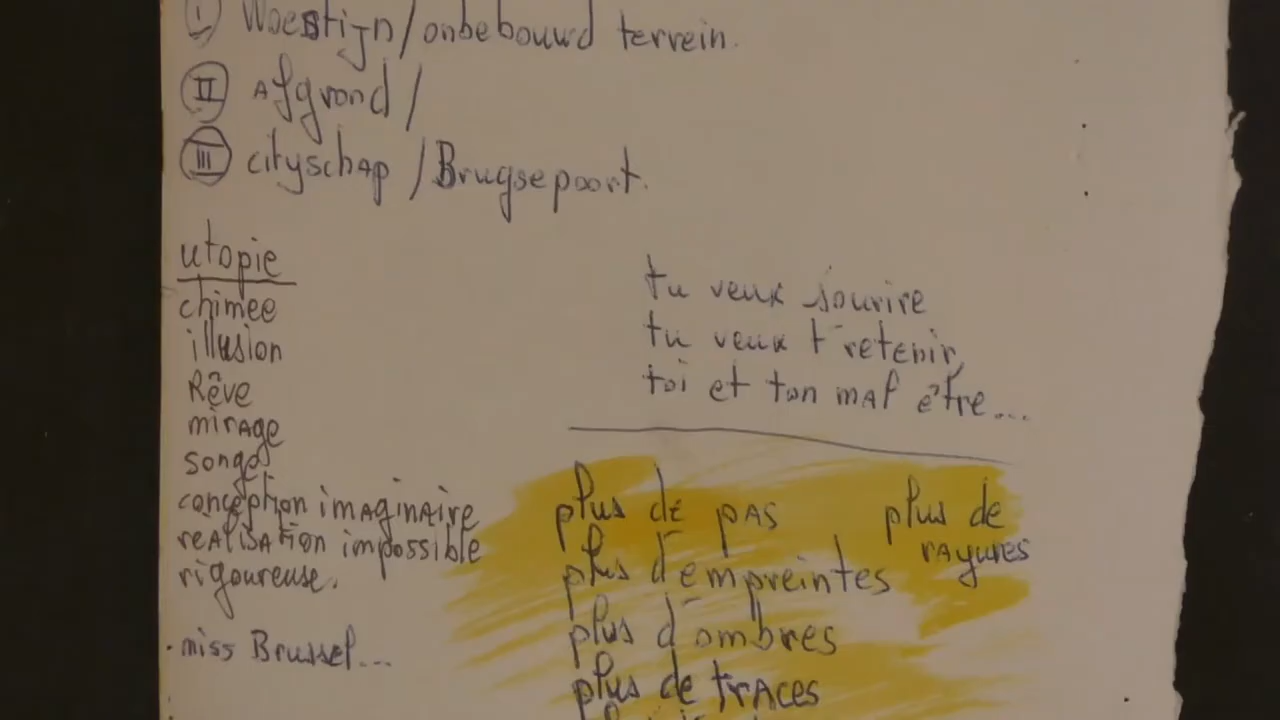 I Woestijn/onbebouwd terrein.
II Afgrond/
III cityschap/Brugsepoort.
utopie
chimee
illusion
Rêve
mirage
songe
conception imaginaire
réalisation impossible
rigoureuse.
.miss Brussel...
tu veux sourire
tu veux t'retenir,
toi et ton mal être...
plus de pas
plus d'empreintes
plus d'ombres
plus de traces
plus de
rayures